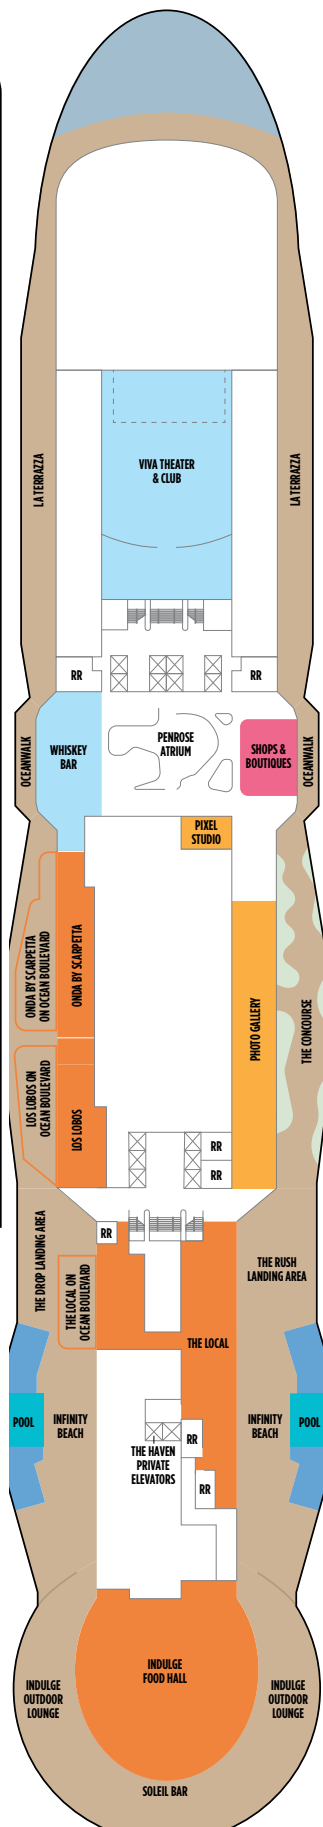 LA TERRAZZA
LA TERRAZZA
VIVA THEATER
& CLUB
RR
RR
OCEANWALK
WHISKEY
BAR
PENROSE
ATRIUM
SHOPS &
BOUTIQUES
OCEANWALK
PIXEL
STUDIO
ONDA BY SCARPETTA
ON OCEAN BOULEVARD
ONDA BY SCARPETTA
PHOTO GALLERY
THE CONCOURSE
LOS LOBOS ON
OCEAN BOULEVARD
LOS LOBOS
RR
RR
THE DROP LANDING AREA
RR
THE LOCAL ON
OCEAN BOULEVARD
THE RUSH
LANDING AREA
THE LOCAL
POOL
INFINITY
BEACH
THE HAVEN
PRIVATE
ELEVATORS
RR
RR
INFINITY
BEACH
POOL
INDULGE
OUTDOOR
LOUNGE
INDULGE
FOOD HALL
INDULGE
OUTDOOR
LOUNGE
SOLEIL BAR